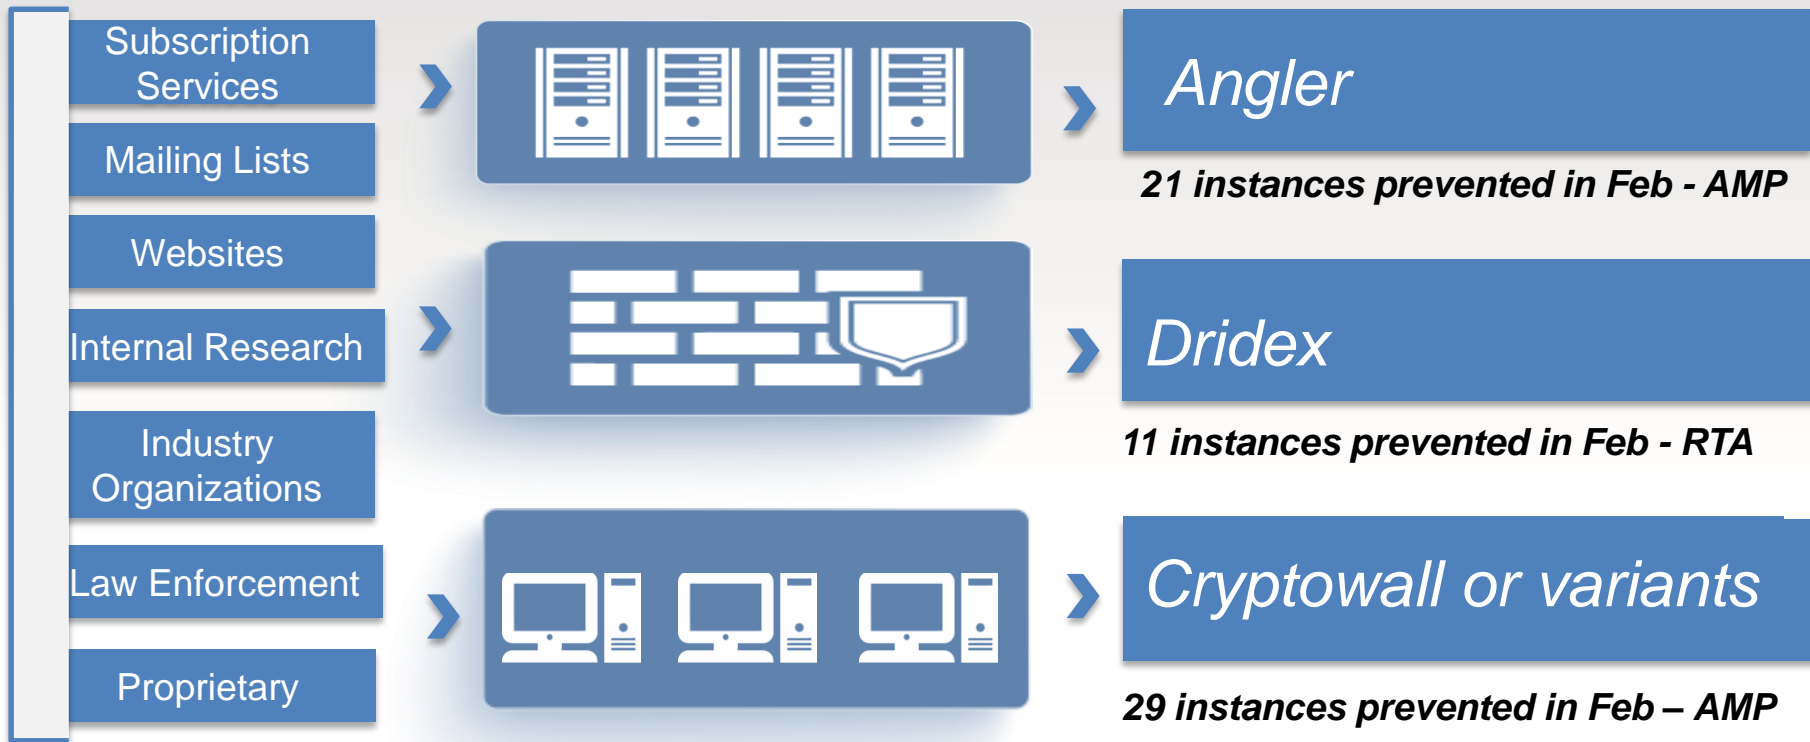 Subscription
Services
Mailing Lists
Websites
Internal Research
Industry
Organizations
Law Enforcement
Proprietary
Angler
21 instances prevented in Feb - AMP
Dridex
11 instances prevented in Feb - RTA
Cryptowall or variants
29 instances prevented in Feb – AMP